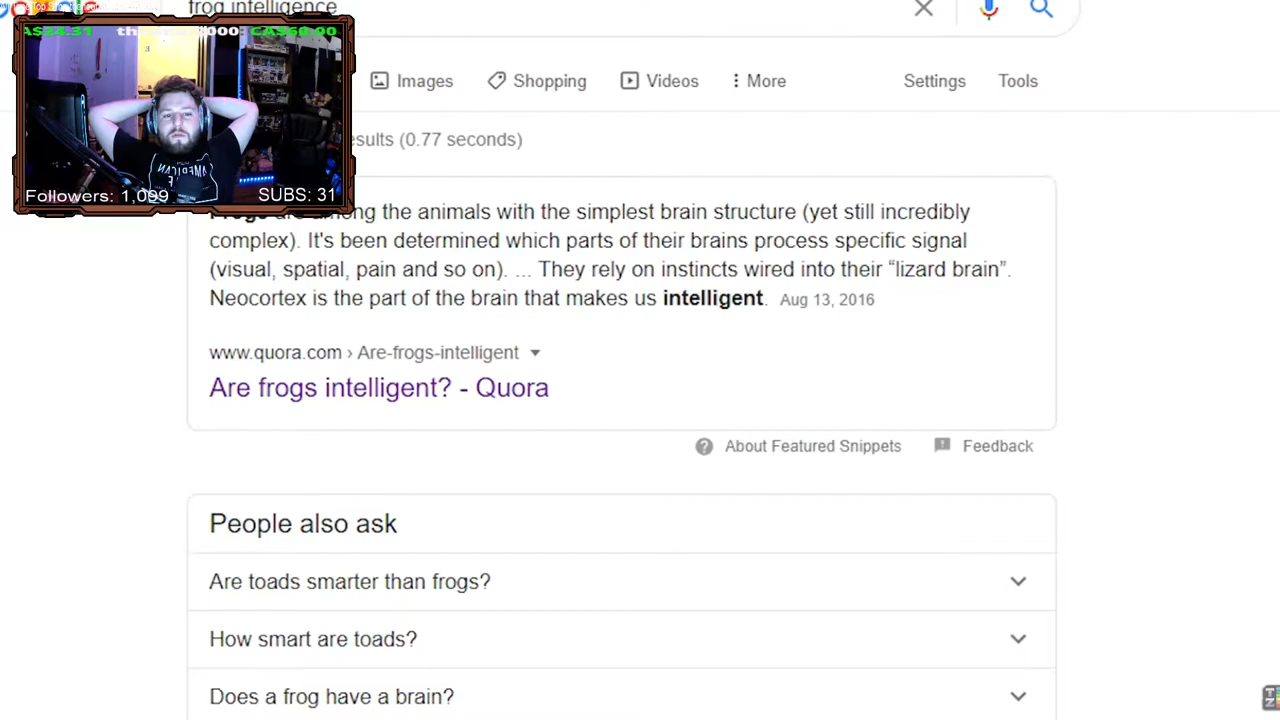 frog intelligence
Images
Shopping
Videos
More
Settings
Tools
(0.77 seconds)
Followers: 1,099
SUBS: 31
Frogs are among the animals with the simplest brain structure (yet still incredibly
complex). It's been determined which parts of their brains process specific signal
(visual, spatial, pain and so on). ... They rely on instincts wired into their “lizard brain”.
Neocortex is the part of the brain that makes us intelligent. Aug 13, 2016
www.quora.com › Are-frogs-intelligent
Are frogs intelligent? - Quora
About Featured Snippets
Feedback
People also ask
Are toads smarter than frogs?
How smart are toads?
Does a frog have a brain?